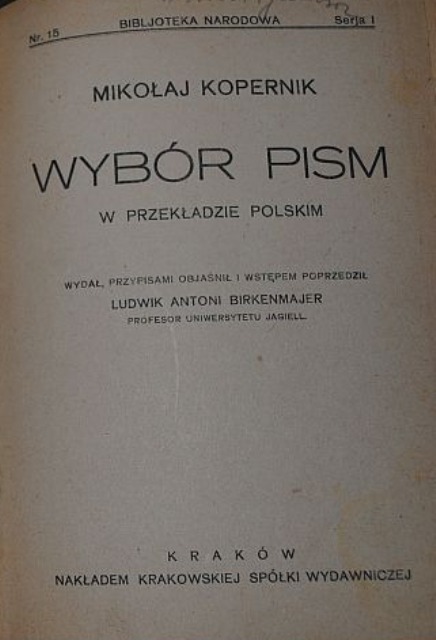 Nr. 15 BIBLJOTEKA NARODOWA Serja I
MIKOŁAJ KOPERNIK
WYBÓR PISM
W PRZEKŁADZIE POLSKIM
WYDAŁ, PRZYPISAMI OBJAŚNIŁ I WSTĘPEM POPRZEDZIŁ
LUDWIK ANTONI BIRKENMAJER
PROFESOR UNIWERSYTETU JAGIELL.
KRAKÓW
NAKŁADEM KRAKOWSKIEJ SPÓŁKI WYDAWNICZEJ